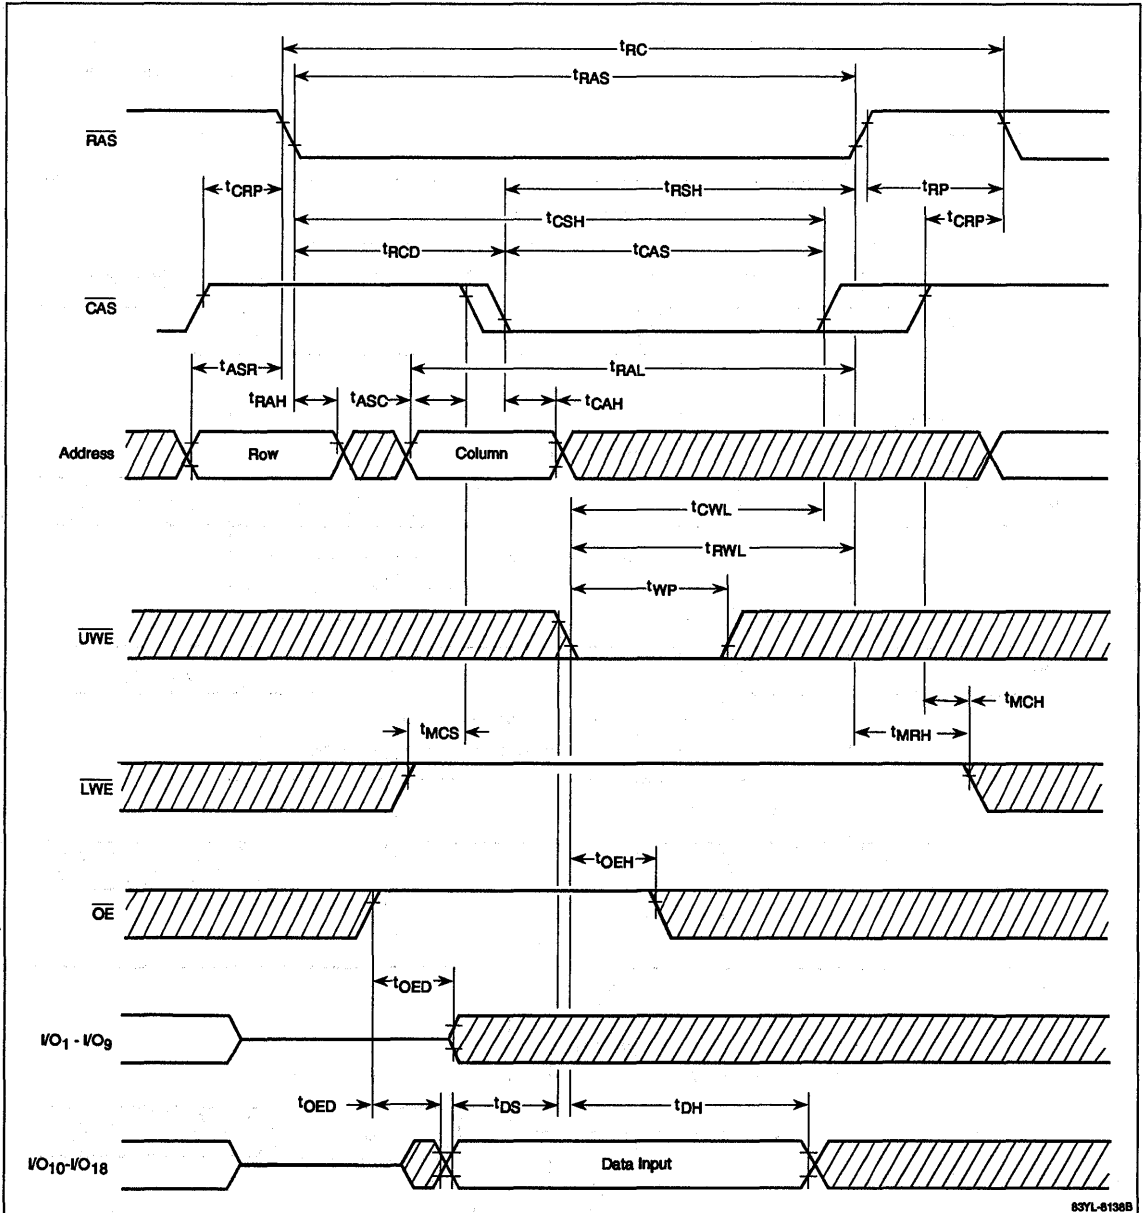 tRC
tRAS
RAS
tCRP
tRSH
tRP
tCSH
tCRP
tRCD
tCAS
CAS
tASR
tRAL
tRAH
tASC
tCAH
Address
Row
Column
tCWL
tRWL
tWP
UWE
tMCH
tMCS
tMRH
LWE
tOEH
OE
tOED
I/O1 - I/O9
tOED
tDS
tDH
I/O10-I/O18
Data Input
83YL-8138B